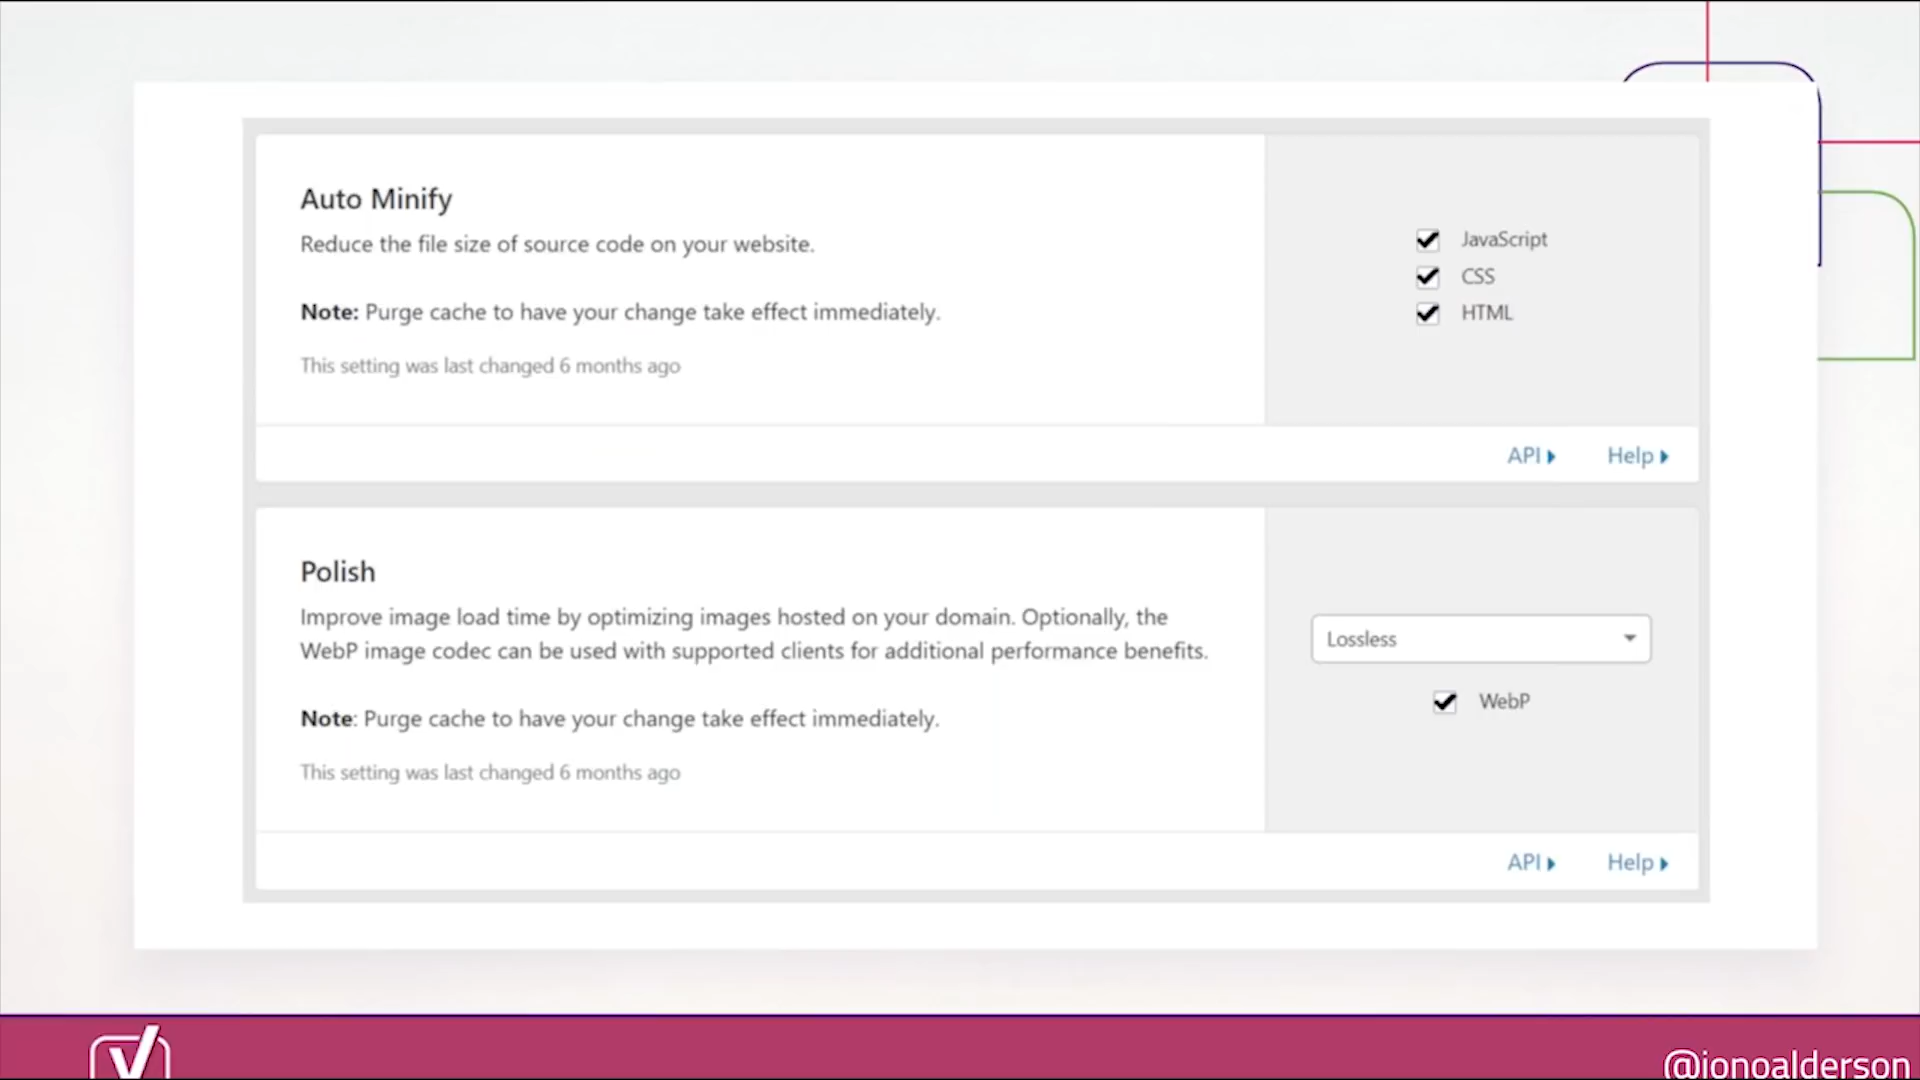 Auto Minify
Reduce the file size of source code on your website.
Note: Purge cache to have your change take effect immediately.
This setting was last changed 6 months ago
JavaScript
CSS
HTML
API
Help
Polish
Improve image load time by optimizing images hosted on your domain. Optionally, the
WebP image codec can be used with supported clients for additional performance benefits.
Note: Purge cache to have your change take effect immediately.
This setting was last changed 6 months ago
Lossless
WebP
API
Help
@jonoalderson